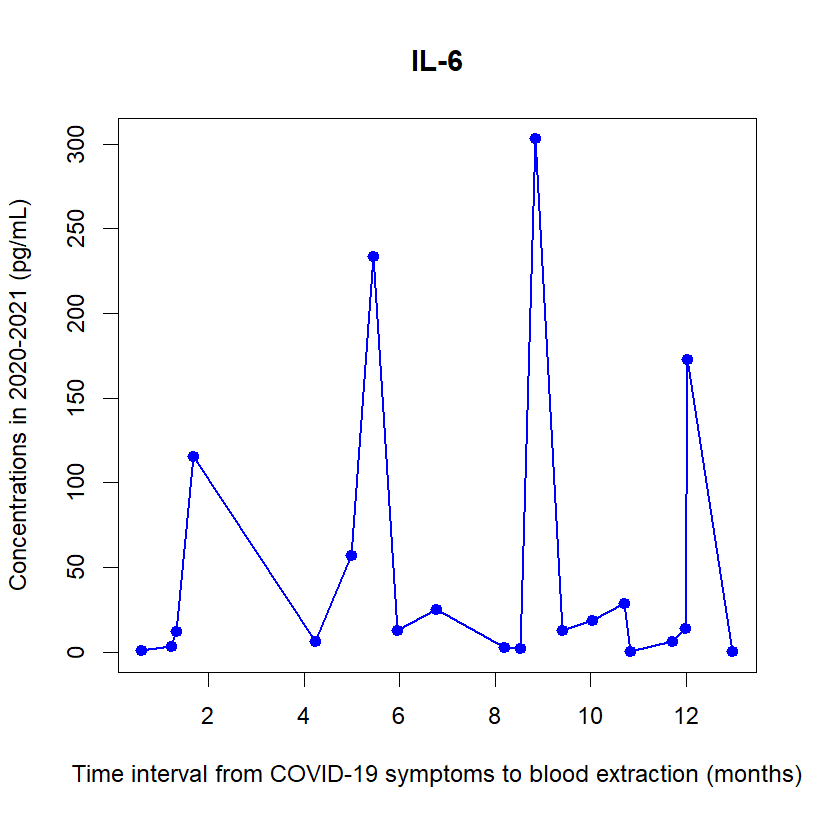 IL-6
Concentrations in 2020-2021 (pg/mL)
300
250
200
150
100
50
0
2 4 6 8 10 12
Time interval from COVID-19 symptoms to blood extraction (months)